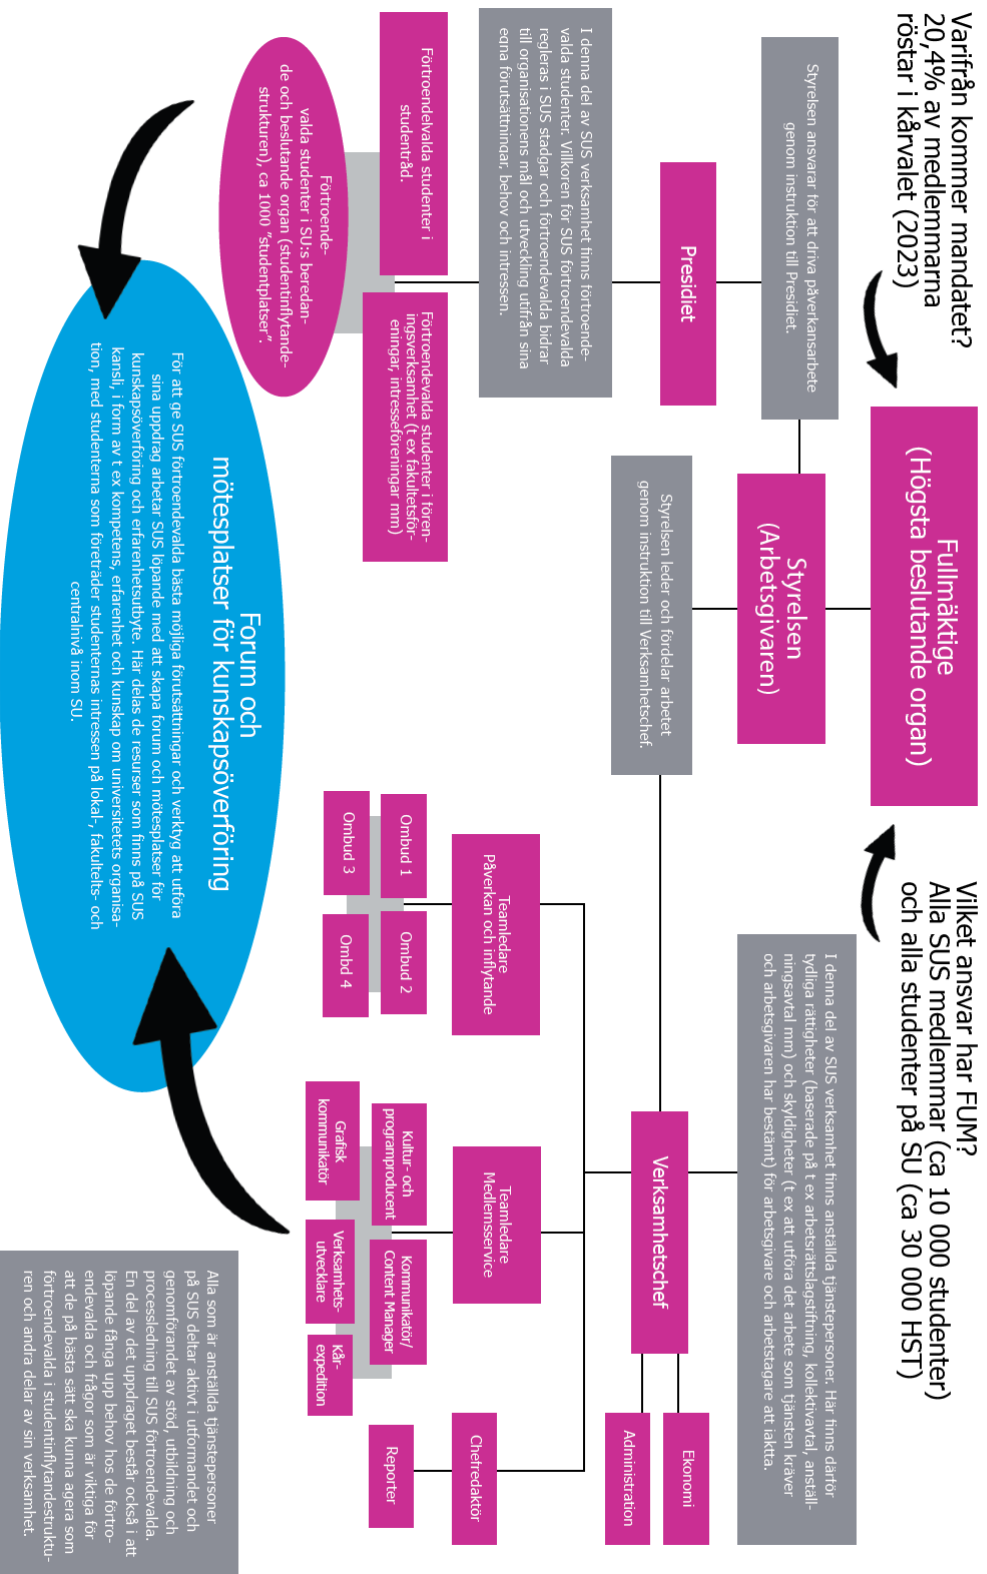 Varifrån kommer mandatet?
20,4% av medlemmarna
röstar i kårvalet (2023)
Fullmäktige
(Högsta beslutande organ)
Vilket ansvar har FUM?
Alla SUS medlemmar (ca 10 000 studenter)
och alla studenter på SU (ca 30 000 HST)
Styrelsen ansvarar för att driva påverkansarbete
genom instruktion till Presidiet.
Styrelsen
(Arbetsgivaren)
I denna del av SUS verksamhet finns anställda tjänstepersoner. Här finns därför
tydliga rättigheter (baserade på t ex arbetsrättslagstiftning, kollektivavtal, anställ-
ningsavtal mm) och skyldigheter (t ex att utföra det arbete som tjänsten kräver
och arbetsgivaren har bestämt) för arbetsgivare och arbetstagare att iaktta.
Presidiet
Styrelsen leder och fördelar arbetet
genom instruktion till Verksamhetschef.
Verksamhetschef
Ekonomi
Administration
I denna del av SUS verksamhet finns förtroende-
valda studenter. Villkoren för SUS förtroendevalda
regleras i SUS stadgar och förtroendevalda bidrar
till organisationens mål och utveckling utifrån sina
egna förutsättningar, behov och intressen.
Teamledare
Påverkan och inflytande
Teamledare
Medlemsservice
Chefredaktör
Förtroendelvalda studenter i
studentråd.
Förtroendevalda studenter i fören-
ingsverksamhet (t ex fakultetsför-
eningar, intresseföreningar mm)
Ombud 1
Ombud 2
Ombud 3
Ombd 4
Kultur- och
programproducent
Kommunikatör/
Content Manager
Grafisk
kommunikatör
Verksamhets-
utvecklare
Kår-
expedition
Reporter
Förtroende-
valda studenter i SU:s beredan-
de och beslutande organ (studentinflytande-
strukturen), ca 1000 "studentplatser".
Forum och
mötesplatser för kunskapsöverföring
För att ge SUS förtroendevalda bästa möjliga förutsättningar och verktyg att utföra
sina uppdrag arbetar SUS löpande med att skapa forum och mötesplatser för
kunskapsöverföring och erfarenhetsutbyte. Här delas de resurser som finns på SUS
kansli, i form av t ex kompetens, erfarenhet och kunskap om universitetets organisa-
tion, med studenterna som företräder studenternas intressen på lokal-, fakultelts- och
centralnivå inom SU.
Alla som är anställda tjänstepersoner
på SUS deltar aktivt i utformandet och
genomförandet av stöd, utbildning och
processledning till SUS förtroendevalda.
En del av det uppdraget består också i att
löpande fånga upp behov hos de förtro-
endevalda och frågor som är viktiga för
att de på bästa sätt ska kunna agera som
förtroendevalda i studentinflytandestruktu-
ren och andra delar av sin verksamhet.